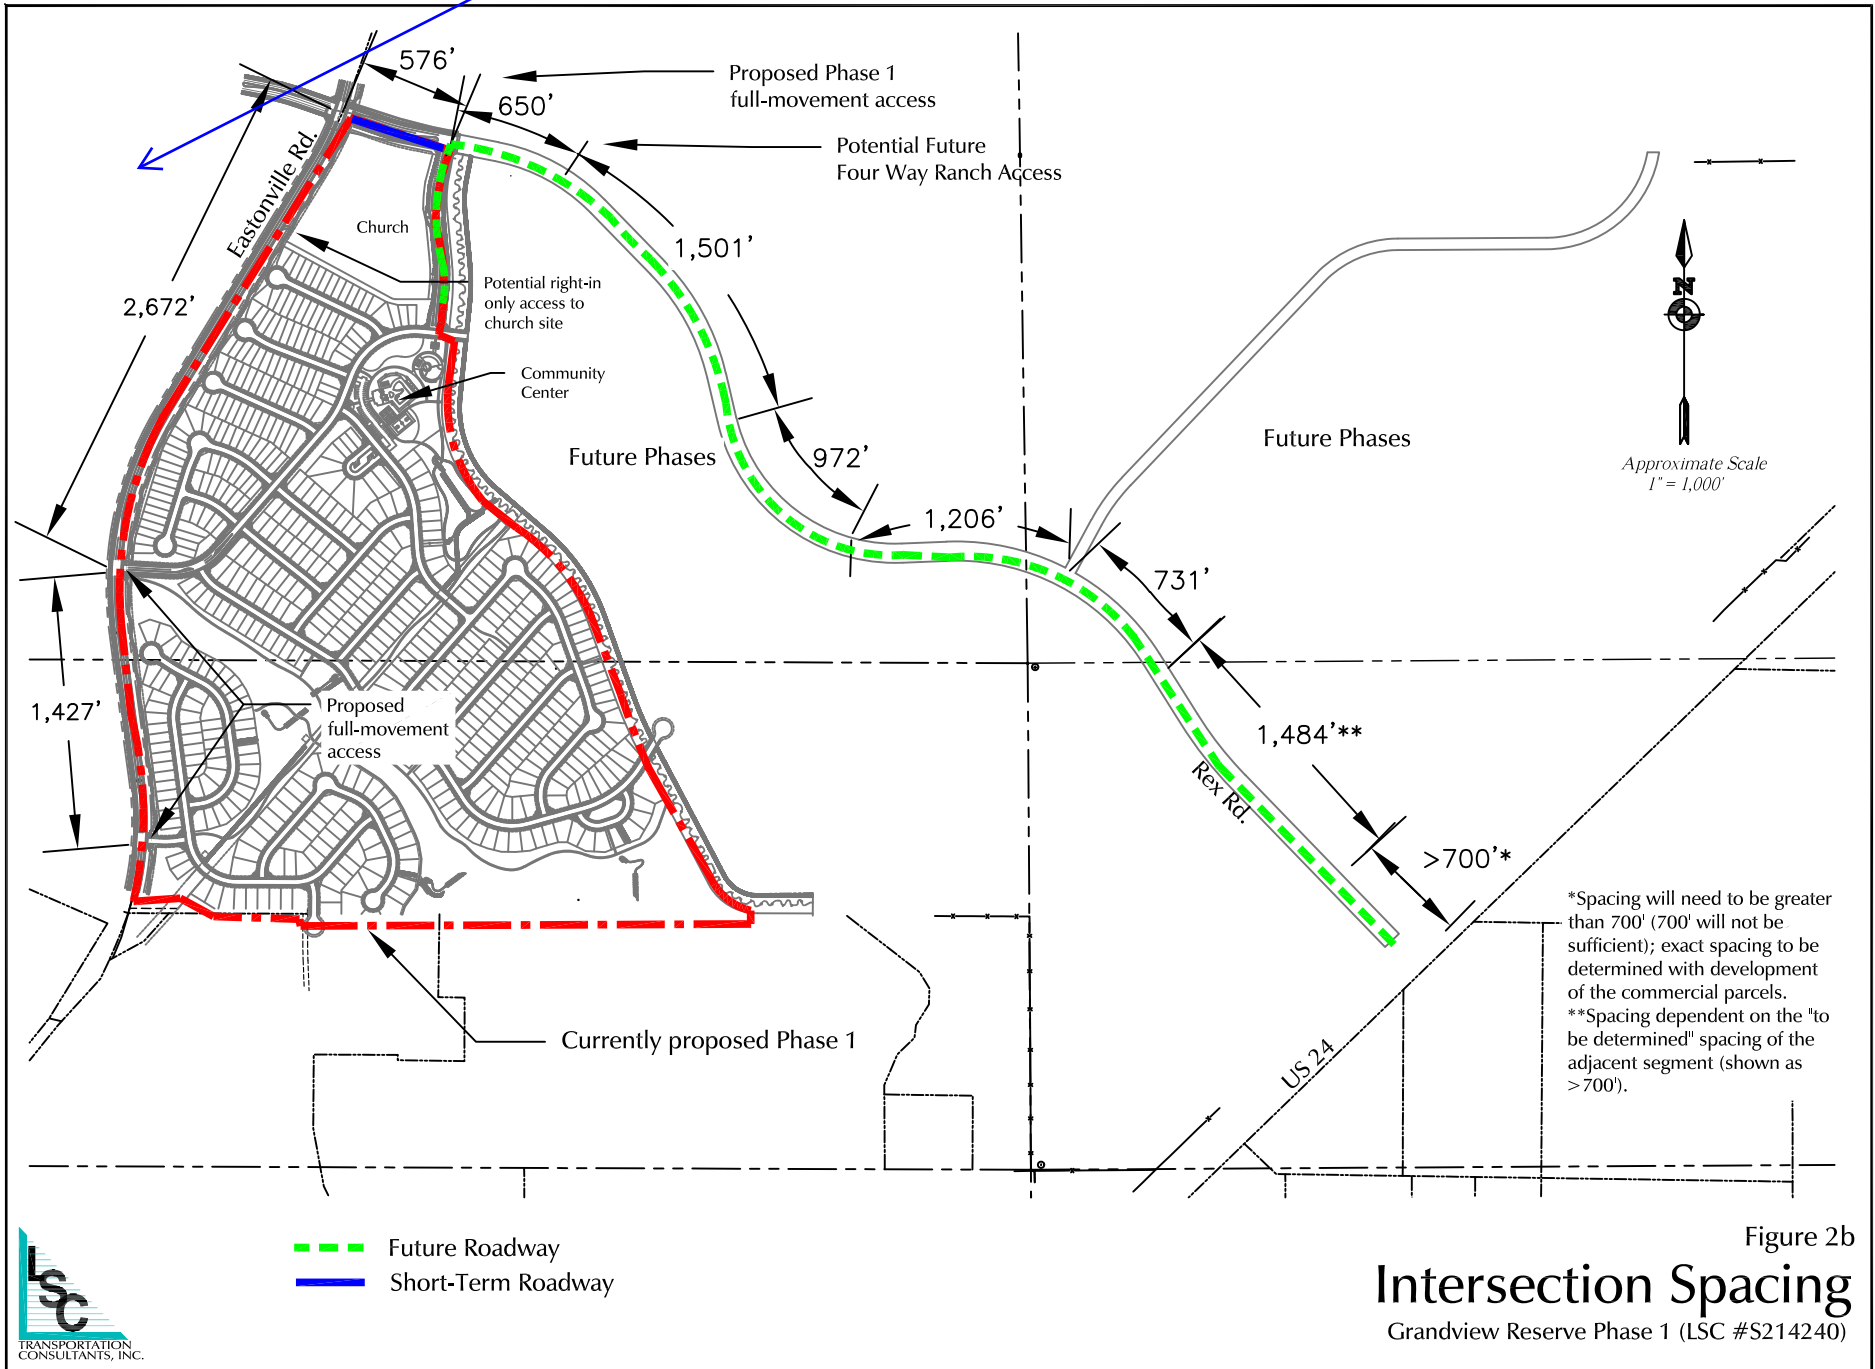 576'
650'
Proposed Phase 1
full-movement access
Potential Future
Four Way Ranch Access
Eastonville Rd.
Church
1,501'
2,672'
Potential right-in
only access to
church site
N
Community
Center
Future Phases
972'
Future Phases
Approximate Scale
1" = 1,000'
1,206'
731'
1,427'
Proposed
full-movement
access
1,484'**
Rex Rd.
>700'*
*Spacing will need to be greater
than 700' (700' will not be
sufficient); exact spacing to be
determined with development
of the commercial parcels.
**Spacing dependent on the "to
be determined" spacing of the
adjacent segment (shown as
>700').
Currently proposed Phase 1
US 24
Future Roadway
Short-Term Roadway
LSC
TRANSPORTATION
CONSULTANTS, INC.
Figure 2b
Intersection Spacing
Grandview Reserve Phase 1 (LSC #S214240)